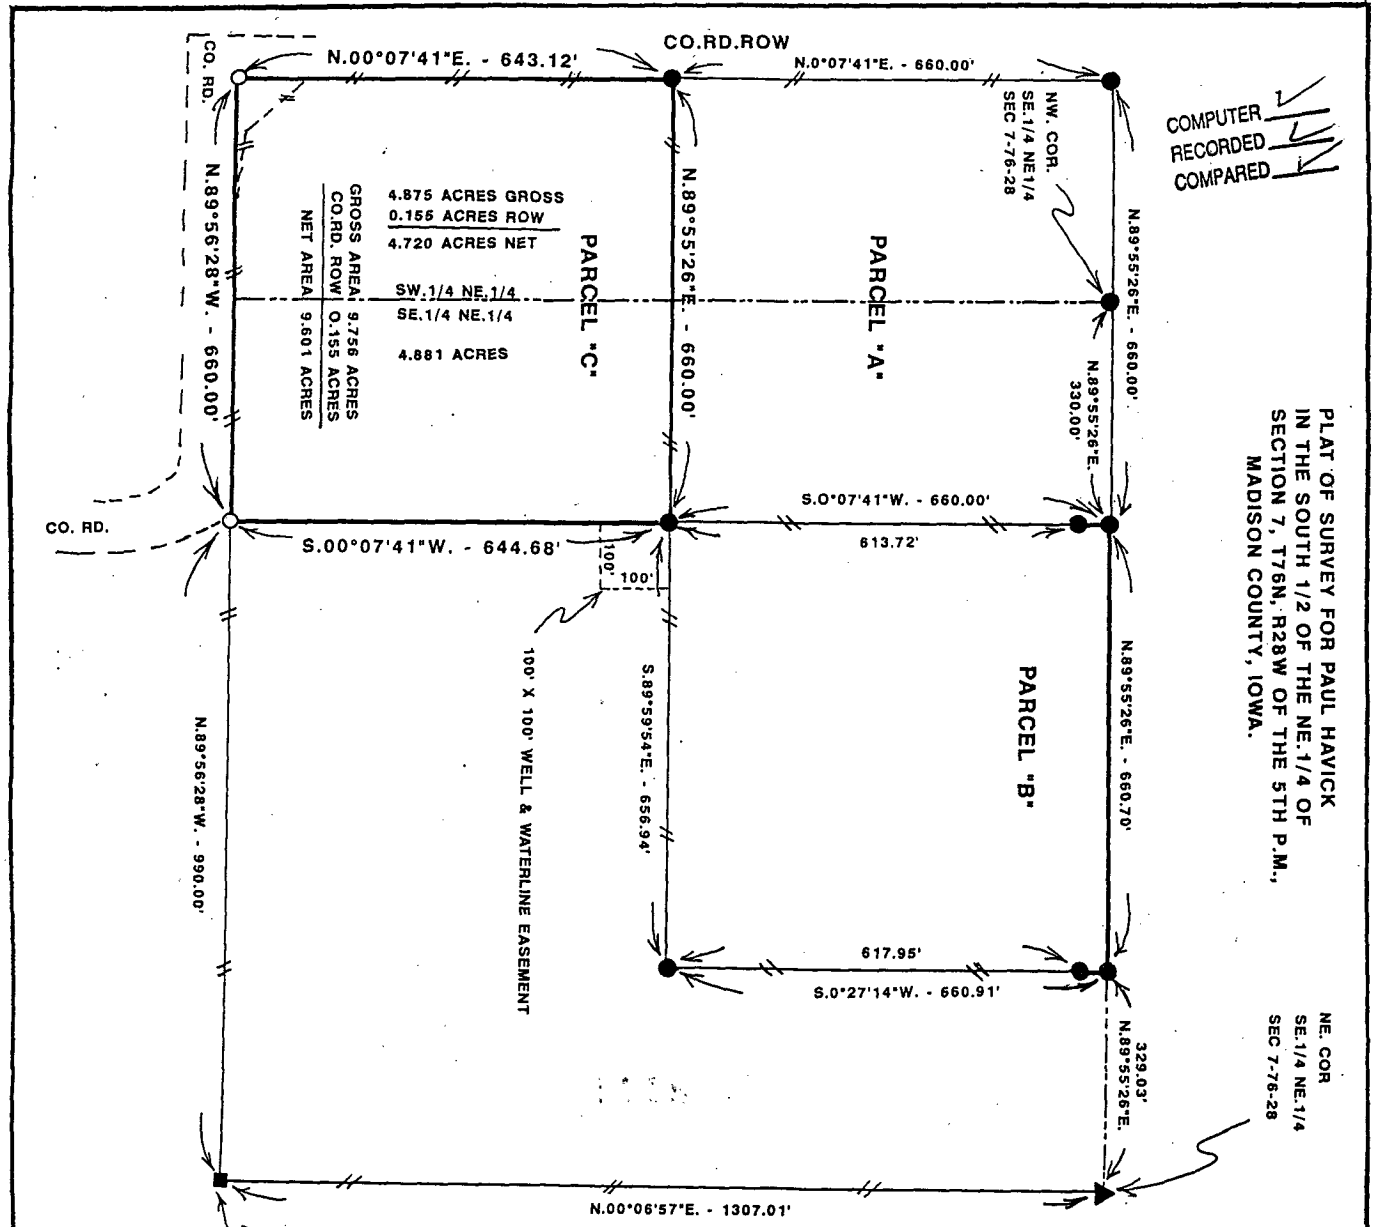 CO.RD.ROW
N.00°07'41"E. - 643.12'
N.0°07'41"E. - 660.00'
CO. RD.
COMPUTER
RECORDED
COMPARED
NW. COR.
SE.1/4 NE1/4
SEC 7-76-28
N.89°56'28"W. - 660.00'
4.875 ACRES GROSS
0.155 ACRES ROW
4.720 ACRES NET
SW.1/4 NE.1/4
SE.1/4 NE.1/4
4.881 ACRES
GROSS AREA 9.756 ACRES
CO.RD. ROW 0.155 ACRES
NET AREA 9.601 ACRES
PARCEL "C"
N.89°55'26"E. - 660.00'
PARCEL "A"
N.89°55'26"E. - 660.00'
N.89°55'26"E.
330.00'
PLAT OF SURVEY FOR PAUL HAVICK
IN THE SOUTH 1/2 OF THE NE.1/4 OF
SECTION 7, T76N, R28W OF THE 5TH P.M.,
MADISON COUNTY, IOWA.
CO. RD.
S.00°07'41"W. - 644.68'
S.0°07'41"W. - 660.00'
613.72'
100'
100'
100' X 100' WELL & WATERLINE EASEMENT
S.89°59'54"E. - 656.94'
PARCEL "B"
N.89°55'26"E. - 660.70'
N.89°56'28"W. - 990.00'
617.95'
S.0°27'14"W. - 660.91'
329.03'
N.89°55'26"E.
NE. COR
SE.1/4 NE.1/4
SEC 7-76-28
N.00°06'57"E. - 1307.01'